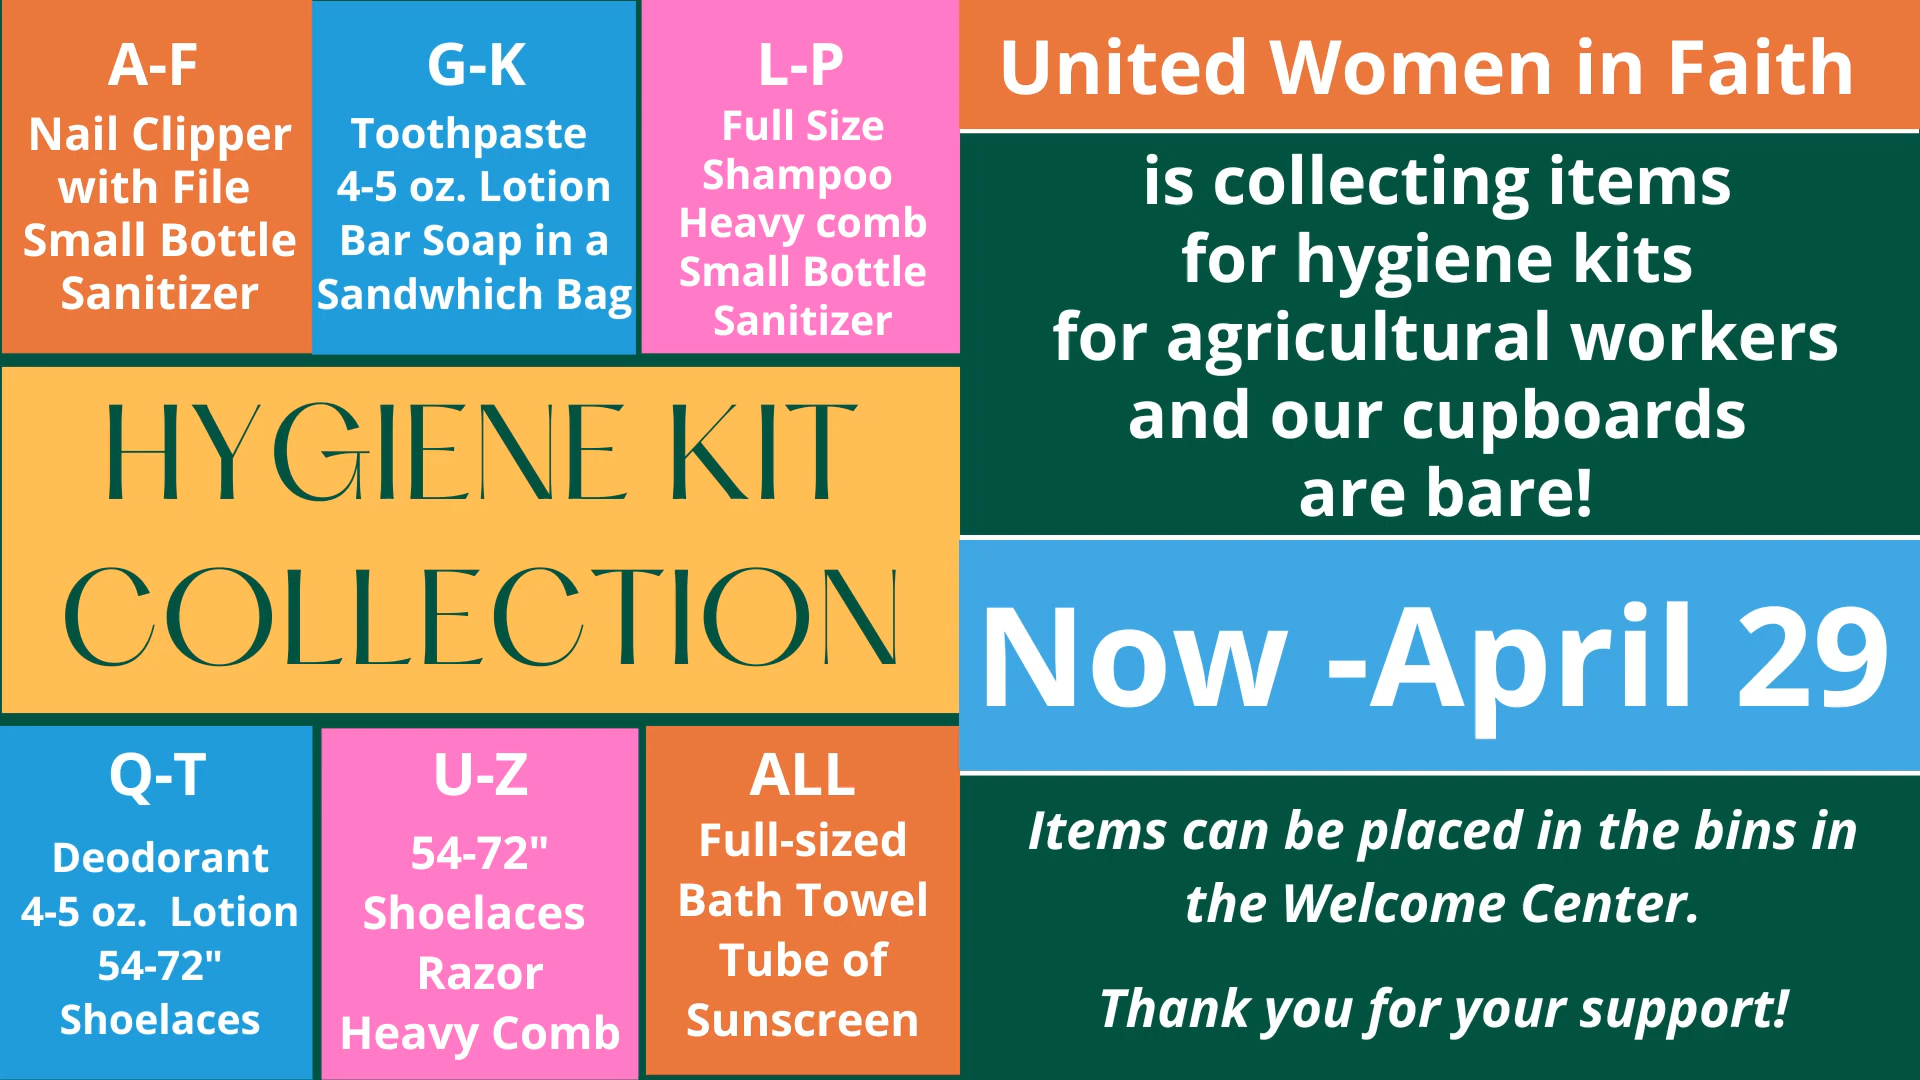 A-F
Nail Clipper
with File
Small Bottle
Sanitizer
G-K
Toothpaste
4-5 oz. Lotion
Bar Soap in a
Sandwhich Bag
L-P
Full Size
Shampoo
Heavy comb
Small Bottle
Sanitizer
HYGIENE KIT
COLLECTION
Q-T
Deodorant
4-5 oz.  Lotion
54-72"
Shoelaces
U-Z
54-72"
Shoelaces
Razor
Heavy Comb
ALL
Full-sized
Bath Towel
Tube of
Sunscreen
United Women in Faith
is collecting items
for hygiene kits
for agricultural workers
and our cupboards
are bare!
Now -April 29
Items can be placed in the bins in
the Welcome Center.
Thank you for your support!